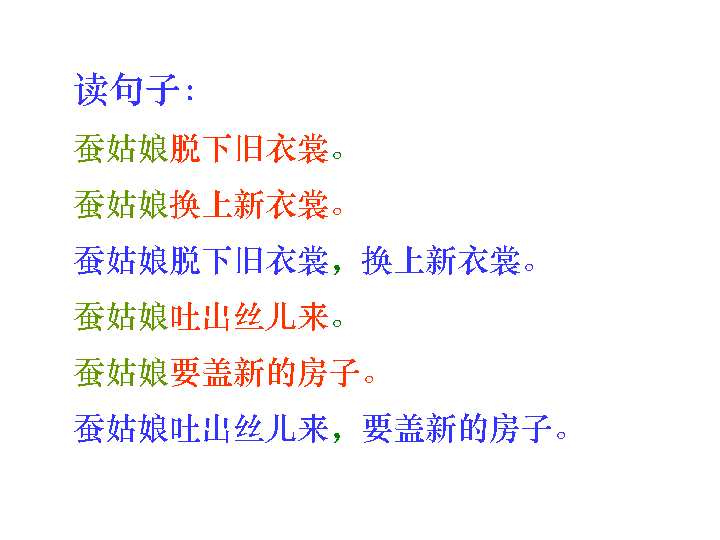 读句子:
蚕姑娘脱下旧衣裳。
蚕姑娘换上新衣裳。
蚕姑娘脱下旧衣裳，换上新衣裳。
蚕姑娘吐出丝儿来。
蚕姑娘要盖新的房子。
蚕姑娘吐出丝儿来，要盖新的房子。